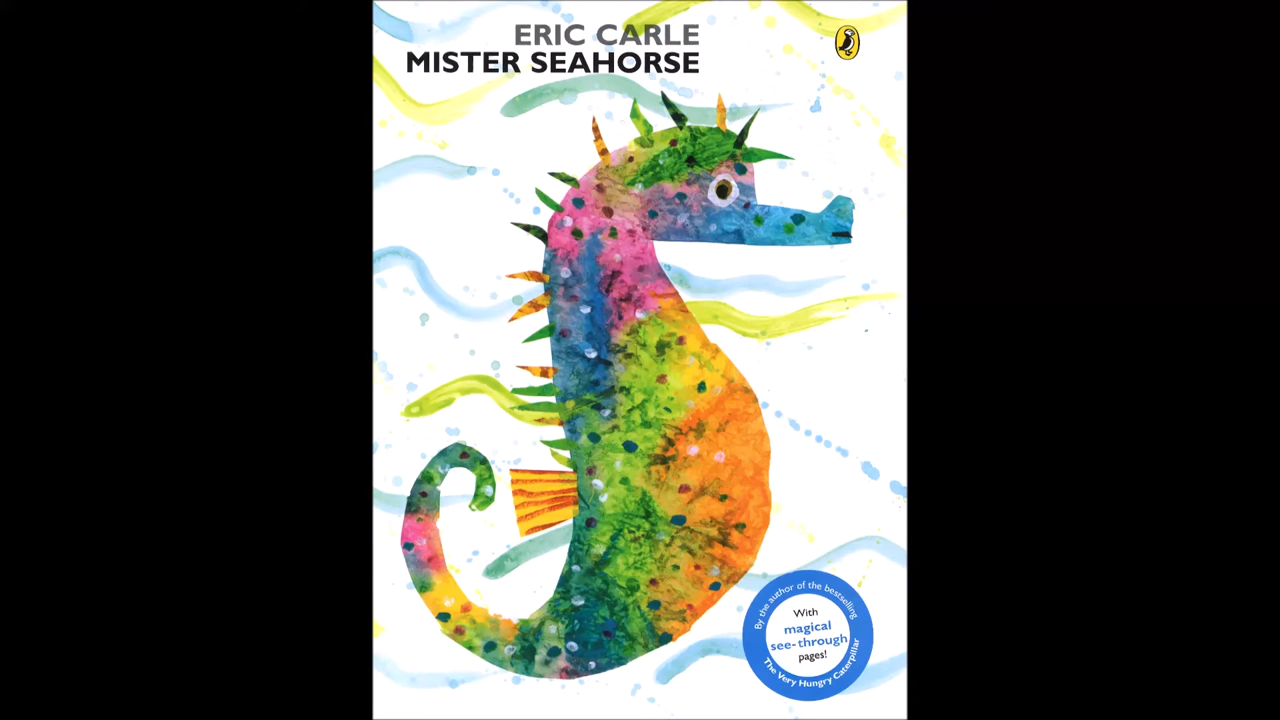 ERIC CARLE
MISTER SEAHORSE
By the author of the bestselling
With
magical
see-through
pages!
The Very Hungry Caterpillar